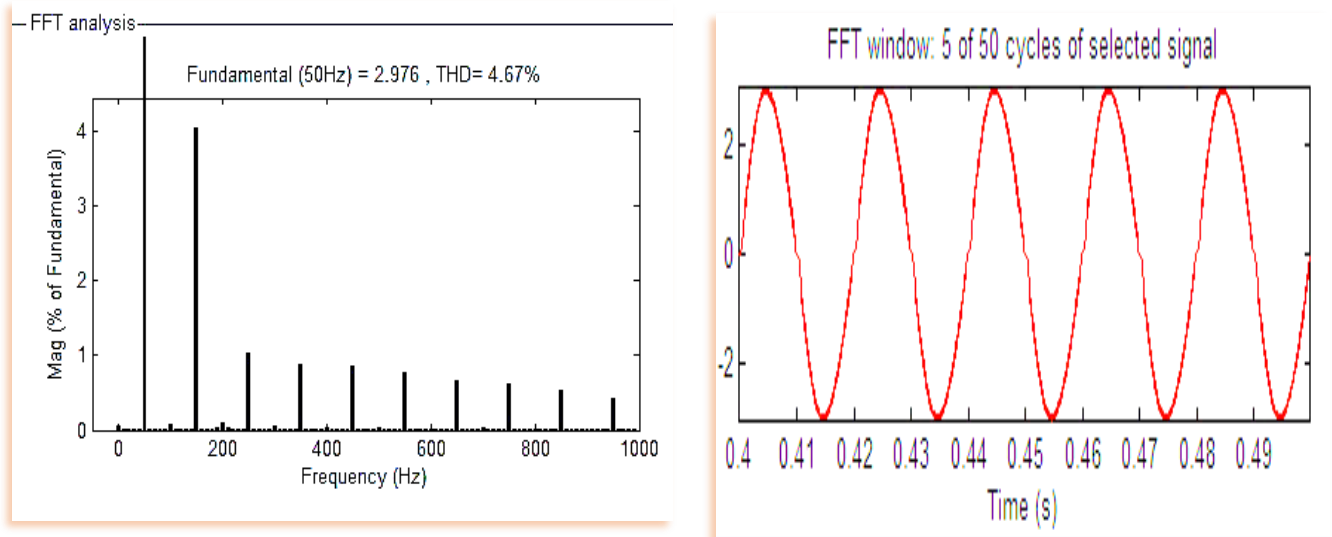 FFT analysis
Fundamental (50Hz) = 2.976 , THD= 4.67%
4
3
2
1
0
Mag (% of Fundamental)
0 200 400 600 800 1000
Frequency (Hz)
FFT window: 5 of 50 cycles of selected signal
2
0
-2
0.4 0.41 0.42 0.43 0.44 0.45 0.46 0.47 0.48 0.49
Time (s)